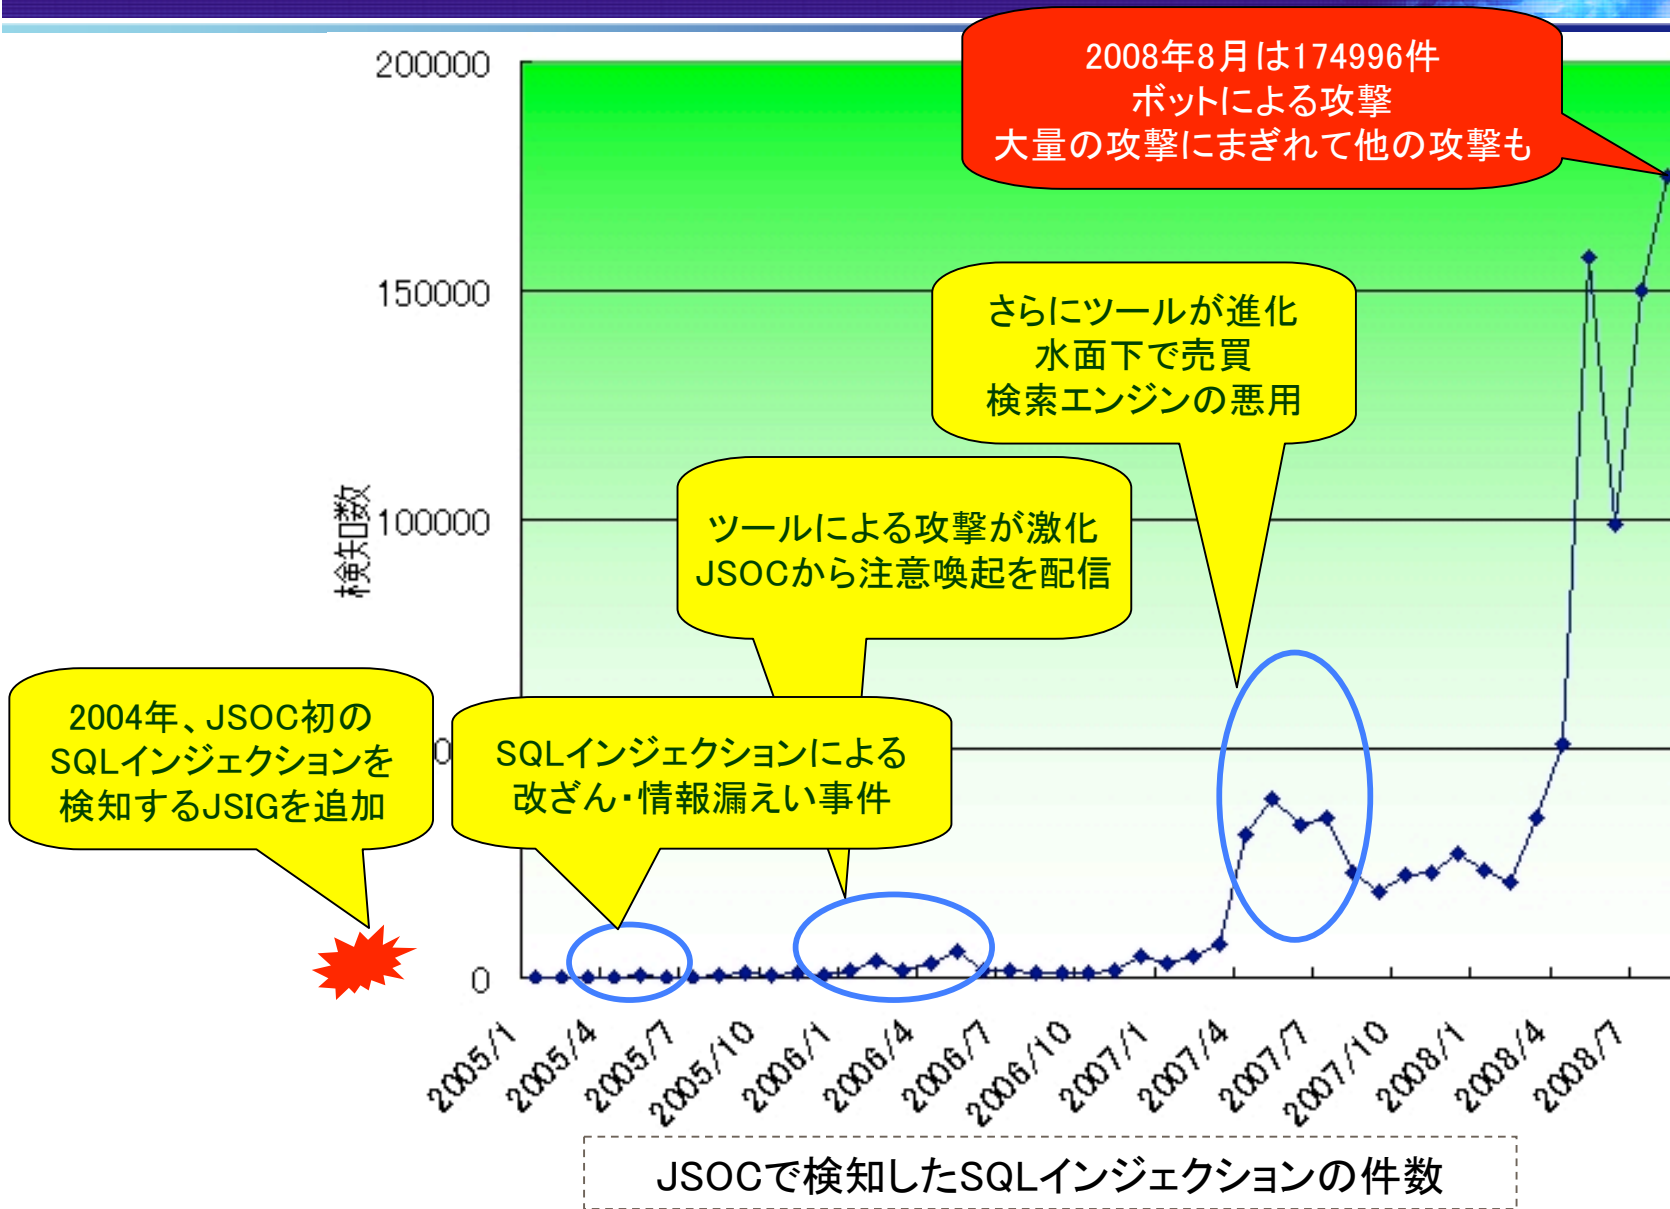 2008年8月は174996件
ボットによる攻撃
大量の攻撃にまぎれて他の攻撃も
さらにツールが進化
水面下で売買
検索エンジンの悪用
ツールによる攻撃が激化
JSOCから注意喚起を配信
2004年、JSOC初の
SQLインジェクションを
検知するJSIGを追加
SQLインジェクションによる
改ざん・情報漏えい事件
検知回数
200000
150000
100000
0
2005/1
2005/4
2005/7
2005/10
2006/1
2006/4
2006/7
2006/10
2007/1
2007/4
2007/7
2007/10
2008/1
2008/4
2008/7
JSOCで検知したSQLインジェクションの件数